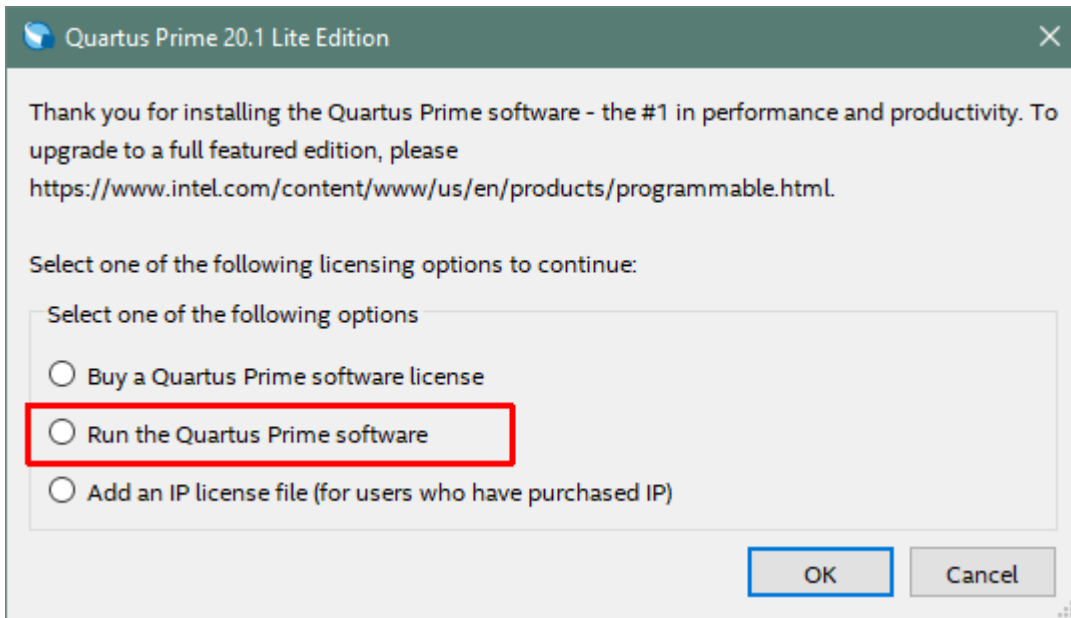 Quartus Prime 20.1 Lite Edition
Thank you for installing the Quartus Prime software - the #1 in performance and productivity. To
upgrade to a full featured edition, please
https://www.intel.com/content/www/us/en/products/programmable.html.
Select one of the following licensing options to continue:
Select one of the following options
Buy a Quartus Prime software license
Run the Quartus Prime software
Add an IP license file (for users who have purchased IP)
OK Cancel